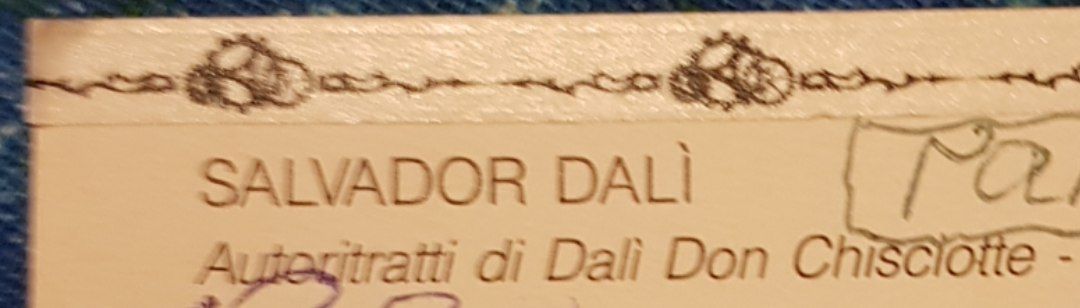 SALVADOR DALÌ
Autoritratti di Dalì Don Chisciotte -